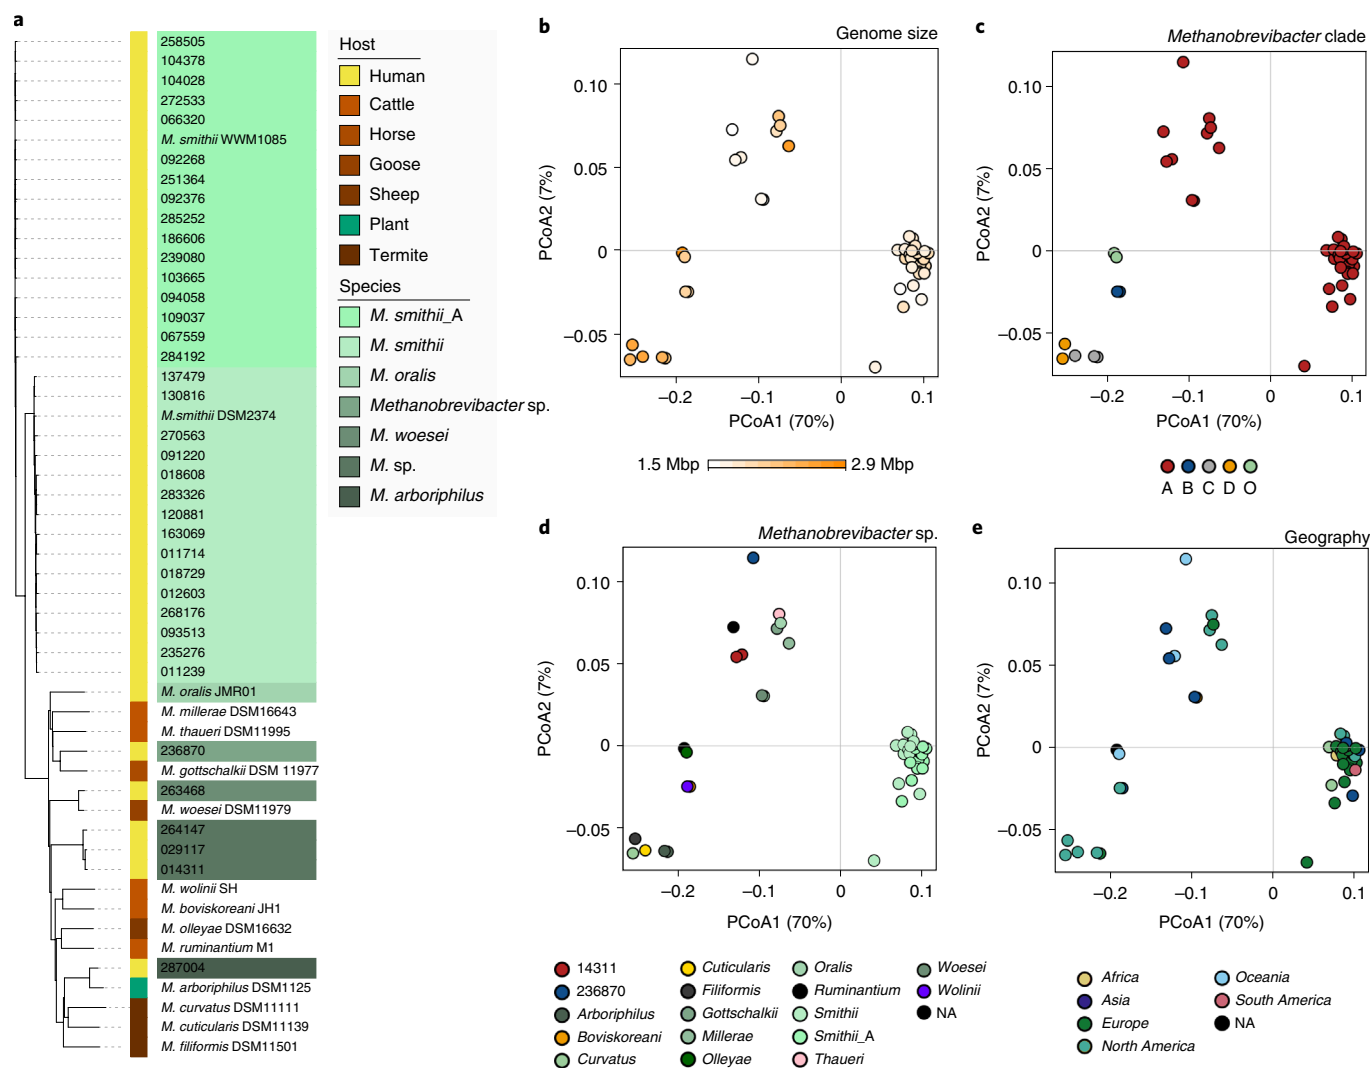 a
258505
104378
104028
272533
066320
M. smithii WWM1085
092268
251364
092376
285252
186606
239080
103665
094058
109037
067559
284192
137479
130816
M.smithii DSM2374
270563
091220
018608
283326
120881
163069
011714
018729
012603
268176
093513
235276
011239
M. oralis JMR01
M. millerae DSM16643
M. thaueri DSM11995
236870
M. gottschalkii DSM 11977
263468
M. woesei DSM11979
264147
029117
014311
M. wolinii SH
M. boviskoreani JH1
M. olleyae DSM16632
M. ruminantium M1
287004
M. arboriphilus DSM1125
M. curvatus DSM11111
M. cuticularis DSM11139
M. filiformis DSM11501
Host
Human
Cattle
Horse
Goose
Sheep
Plant
Termite
Species
M. smithii_A
M. smithii
M. oralis
Methanobrevibacter sp.
M. woesei
M. sp.
M. arboriphilus
b
Genome size
PCoA2 (7%)
0.10
0.05
0
−0.05
−0.2
−0.1
0
0.1
PCoA1 (70%)
1.5 Mbp
2.9 Mbp
c
Methanobrevibacter clade
PCoA2 (7%)
0.10
0.05
0
−0.05
−0.2
−0.1
0
0.1
PCoA1 (70%)
A
B
C
D
O
d
Methanobrevibacter sp.
PCoA2 (7%)
0.10
0.05
0
−0.05
−0.2
−0.1
0
0.1
PCoA1 (70%)
14311
236870
Arboriphilus
Boviskoreani
Curvatus
Cuticularis
Filiformis
Gottschalkii
Millerae
Olleyae
Oralis
Ruminantium
Smithii
Smithii_A
Thaueri
Woesei
Wolinii
NA
e
Geography
PCoA2 (7%)
0.10
0.05
0
−0.05
−0.2
−0.1
0
0.1
PCoA1 (70%)
Africa
Asia
Europe
North America
Oceania
South America
NA